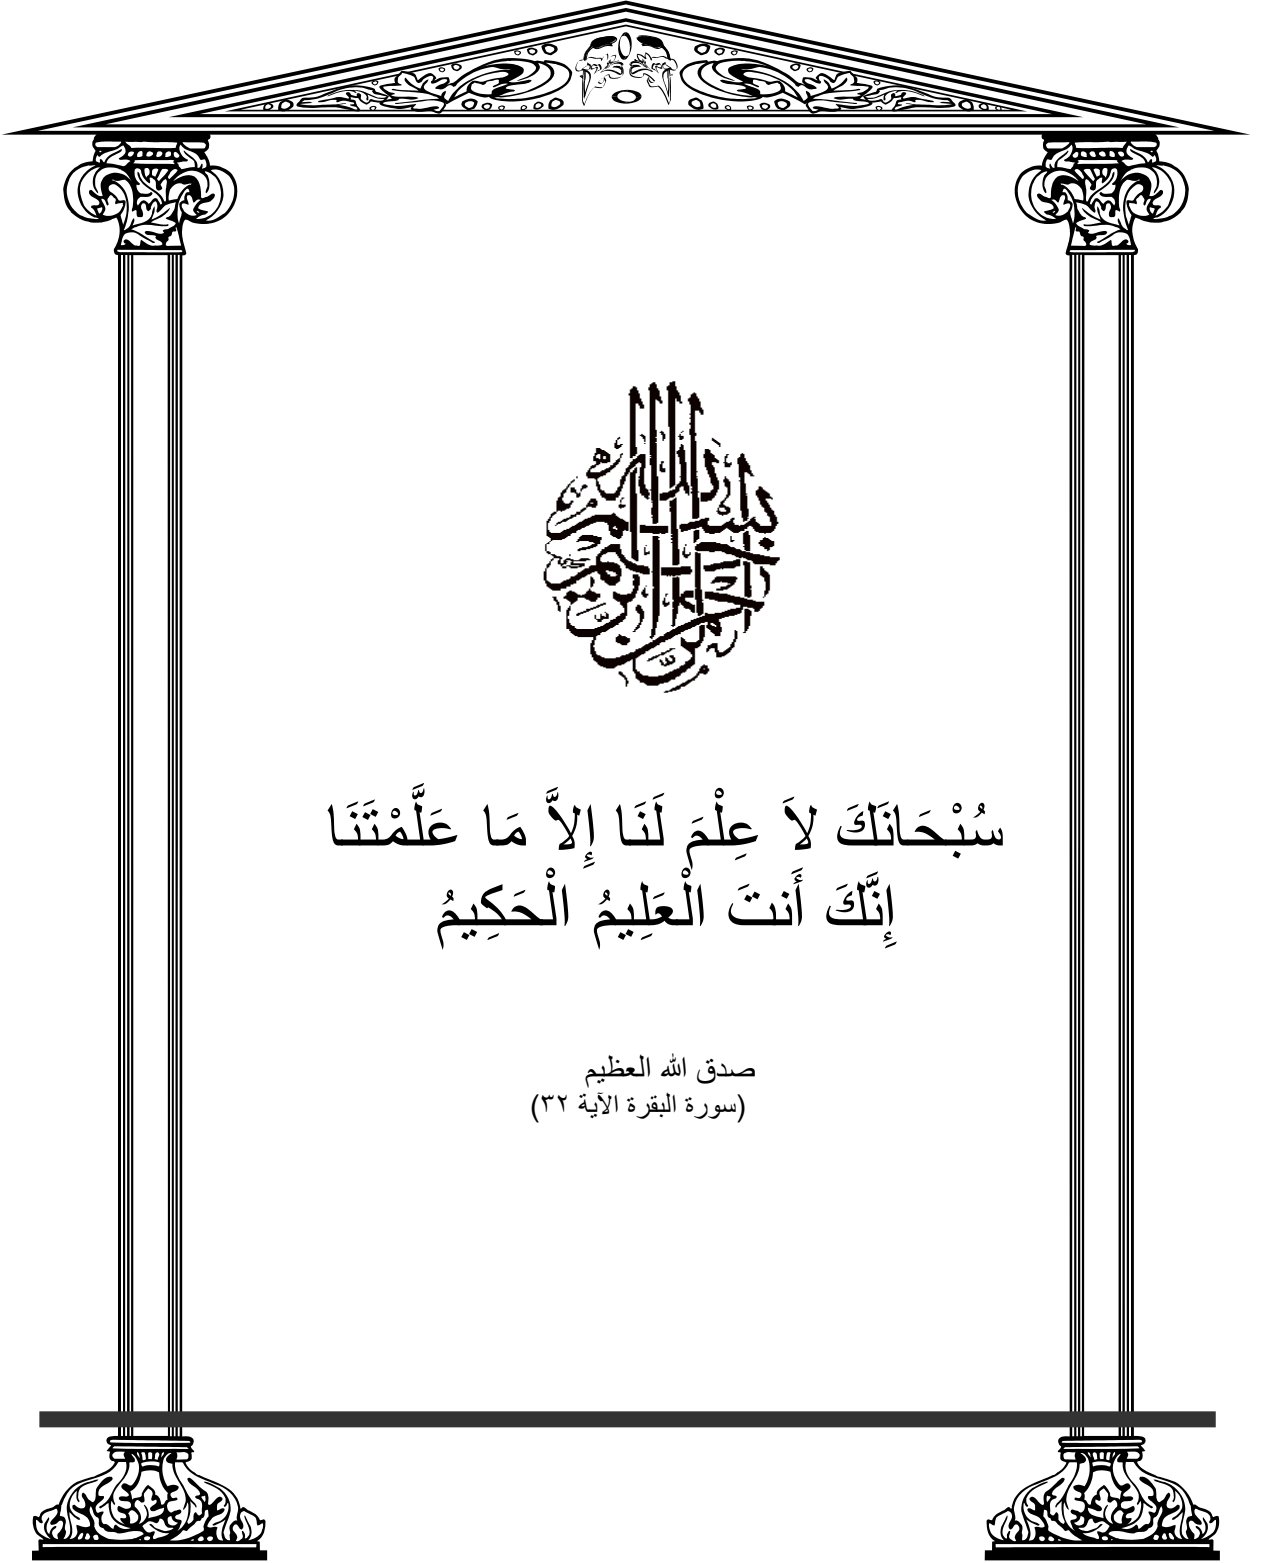 بسم الله الرحمن الرحيم
سُبْحَانَكَ لاَ عِلْمَ لَنَا إِلاَّ مَا عَلَّمْتَنَا
إِنَّكَ أَنتَ الْعَلِيمُ الْحَكِيمُ
صدق الله العظيم
(سورة البقرة الآية ٣٢)